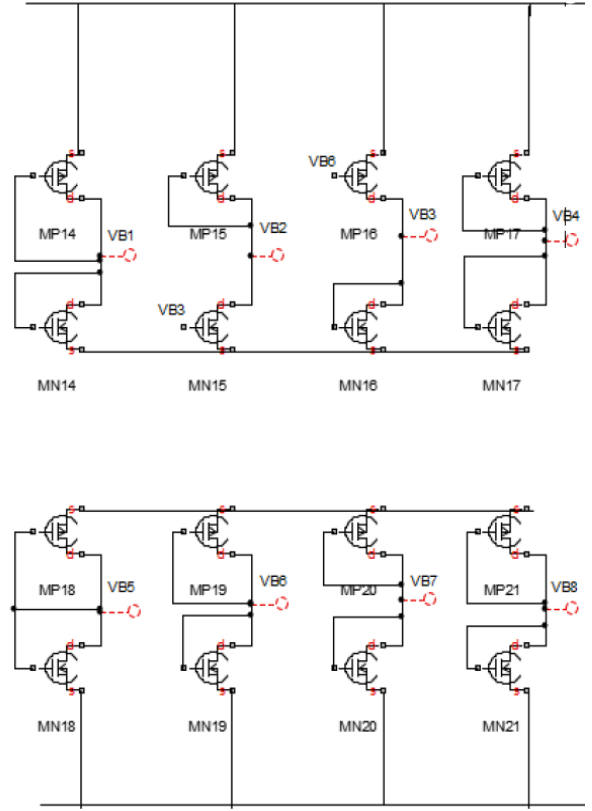 s s s s
VB6
d d d d
MP14 VB1 MP15 VB2 MP16 VB3 MP17 VB4
VB3
d d d d
s s s s
MN14 MN15 MN16 MN17
s s s s
d d d d
MP18 VB5 MP19 VB6 MP20 VB7 MP21 VB8
d d d d
s s s s
MN18 MN19 MN20 MN21